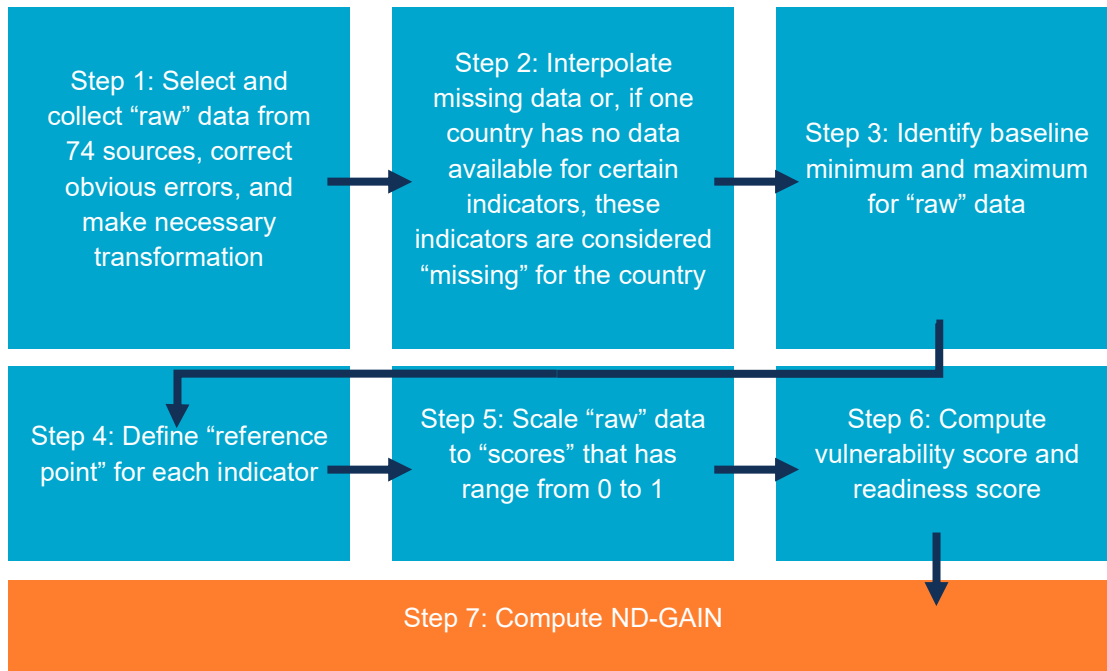 Step 1: Select and
collect “raw” data from
74 sources, correct
obvious errors, and
make necessary
transformation
Step 2: Interpolate
missing data or, if one
country has no data
available for certain
indicators, these
indicators are considered
“missing” for the country
Step 3: Identify baseline
minimum and maximum
for “raw” data
Step 4: Define “reference
point” for each indicator
Step 5: Scale “raw” data
to “scores” that has
range from 0 to 1
Step 6: Compute
vulnerability score and
readiness score
Step 7: Compute ND-GAIN